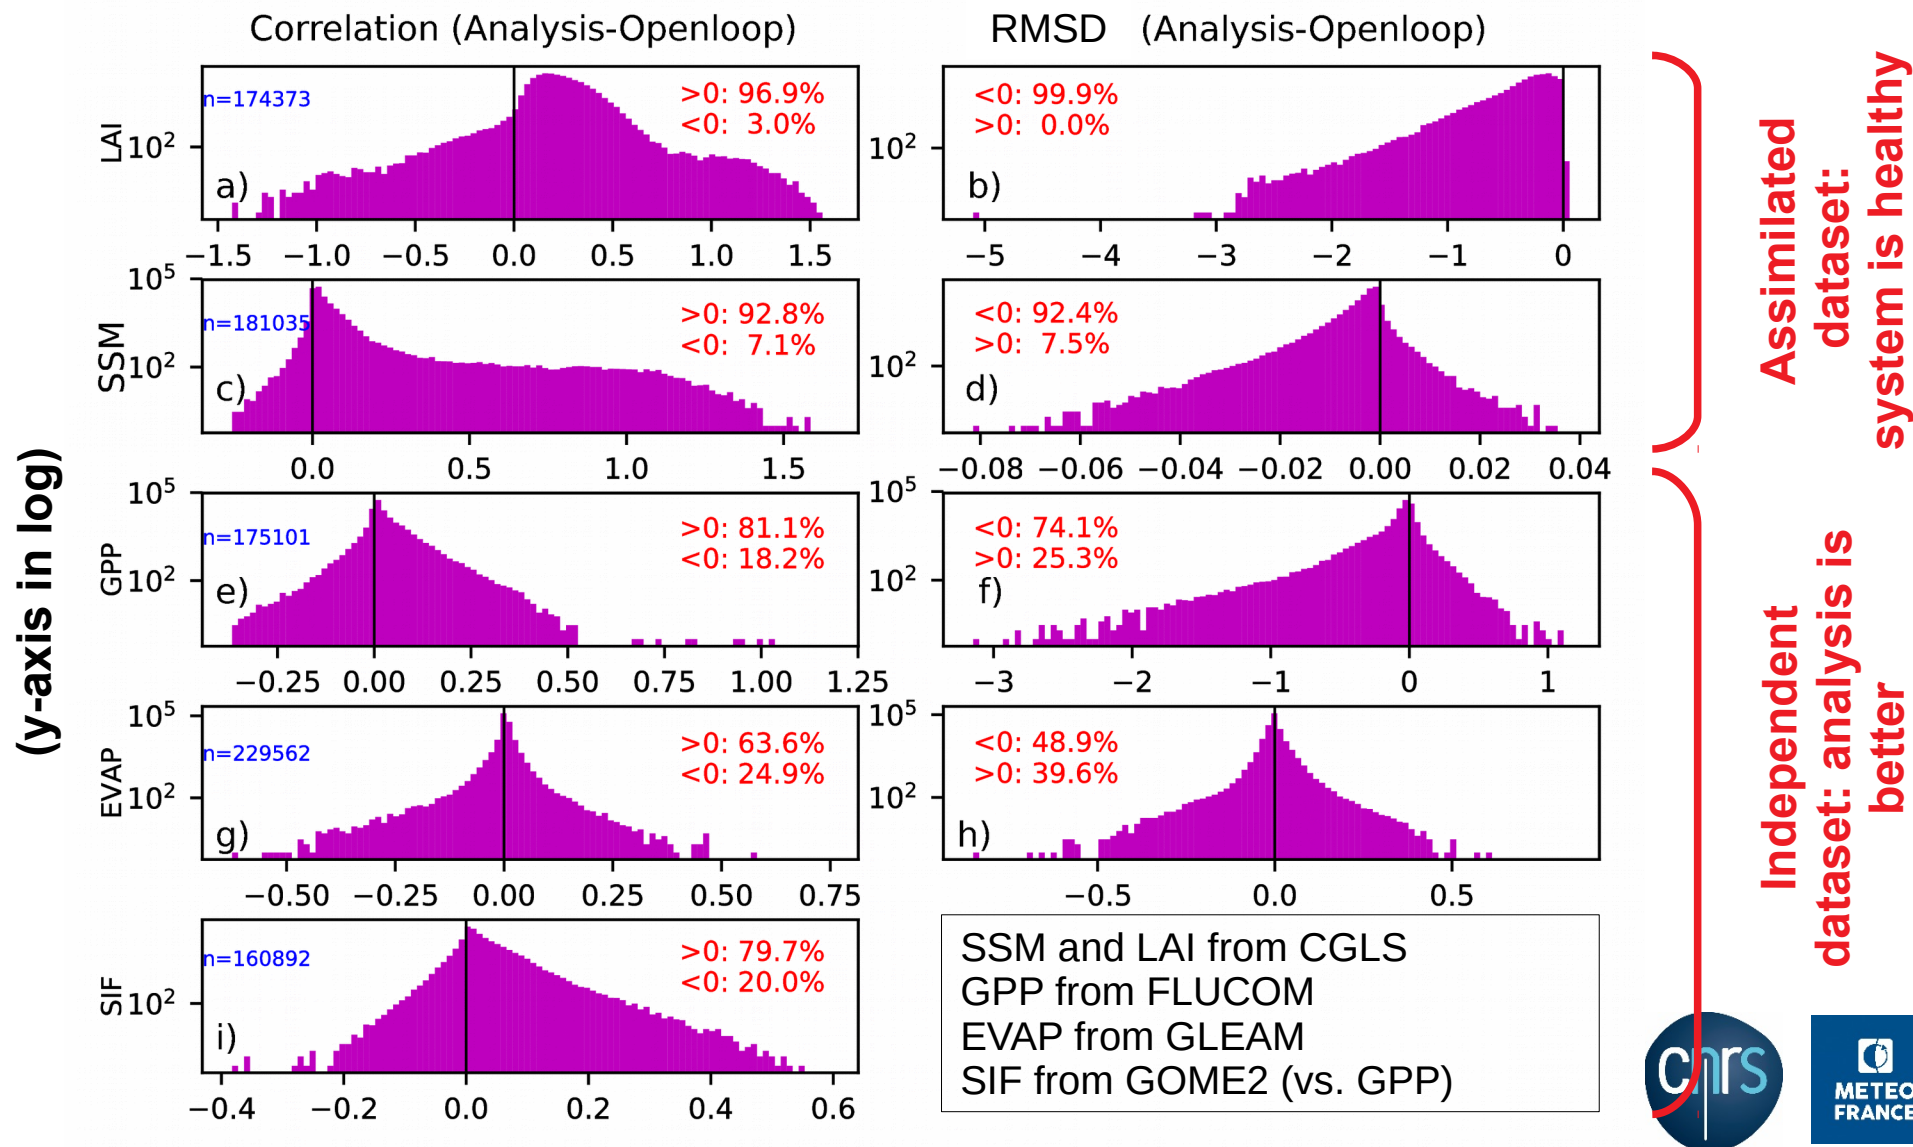 Correlation (Analysis-Openloop)
RMSD (Analysis-Openloop)
(y-axis in log)
LAI
10²
n=174373
>0: 96.9%
<0: 3.0%
a)
−1.5 −1.0 −0.5 0.0 0.5 1.0 1.5
10²
<0: 99.9%
>0: 0.0%
b)
−5 −4 −3 −2 −1 0
SSM
10⁵
10²
n=181035
>0: 92.8%
<0: 7.1%
c)
0.0 0.5 1.0 1.5
10²
<0: 92.4%
>0: 7.5%
d)
−0.08 −0.06 −0.04 −0.02 0.00 0.02 0.04
GPP
10⁵
10²
n=175101
>0: 81.1%
<0: 18.2%
e)
−0.25 0.00 0.25 0.50 0.75 1.00 1.25
10⁵
10²
<0: 74.1%
>0: 25.3%
f)
−3 −2 −1 0 1
EVAP
10⁵
10²
n=229562
>0: 63.6%
<0: 24.9%
g)
−0.50 −0.25 0.00 0.25 0.50 0.75
10⁵
10²
<0: 48.9%
>0: 39.6%
h)
−0.5 0.0 0.5
SIF
10²
n=160892
>0: 79.7%
<0: 20.0%
i)
−0.4 −0.2 0.0 0.2 0.4 0.6
SSM and LAI from CGLS
GPP from FLUCOM
EVAP from GLEAM
SIF from GOME2 (vs. GPP)
Assimilated
dataset:
system is healthy
Independent
dataset: analysis is
better
cnrs
METEO
FRANCE